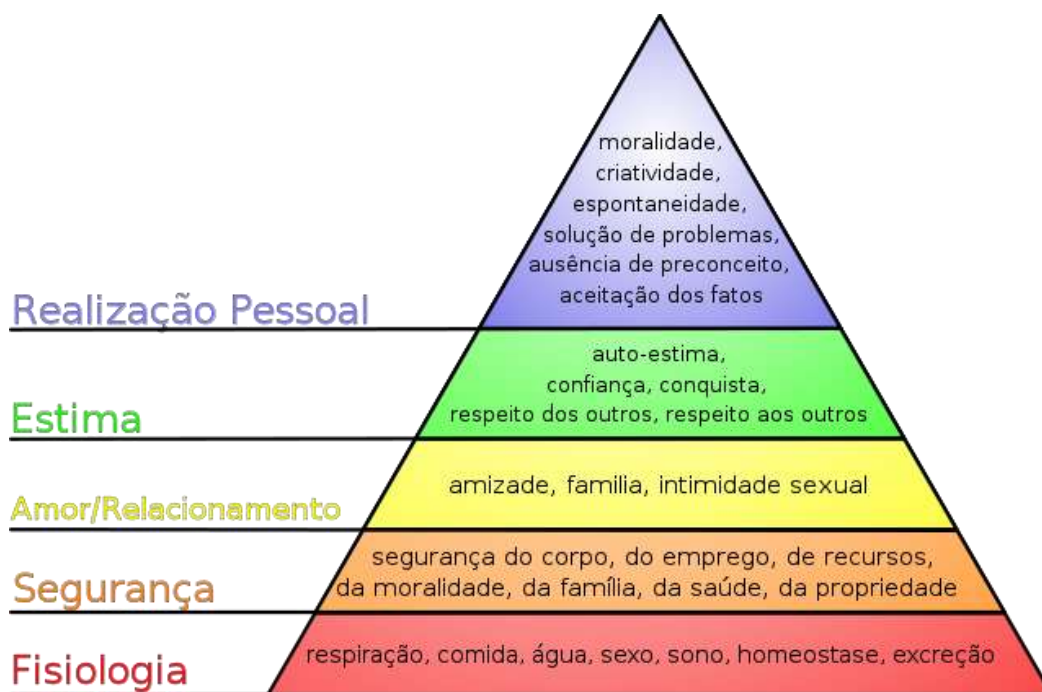 moralidade,
criatividade,
espontaneidade,
solução de problemas,
ausência de preconceito,
aceitação dos fatos
Realização Pessoal
auto-estima,
confiança, conquista,
respeito dos outros, respeito aos outros
Estima
amizade, familia, intimidade sexual
Amor/Relacionamento
segurança do corpo, do emprego, de recursos,
da moralidade, da família, da saúde, da propriedade
Segurança
respiração, comida, água, sexo, sono, homeostase, excreção
Fisiologia